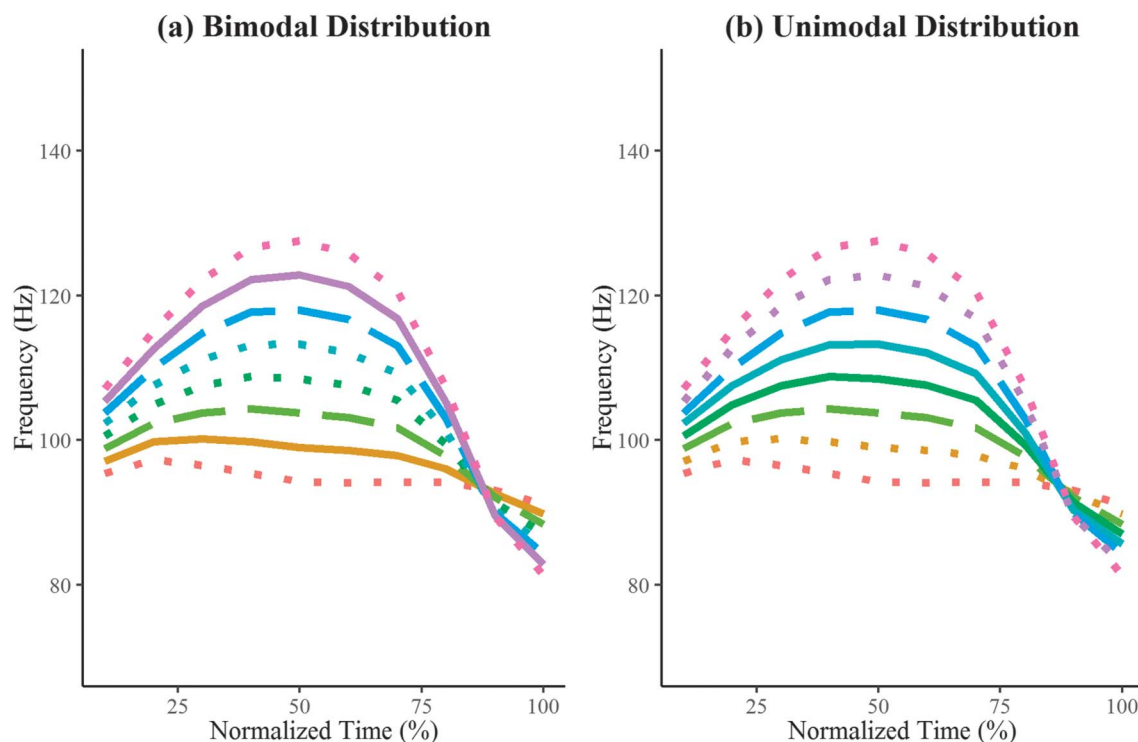 (a) Bimodal Distribution
Frequency (Hz)
140
120
100
80
25
50
75
100
Normalized Time (%)
(b) Unimodal Distribution
Frequency (Hz)
140
120
100
80
25
50
75
100
Normalized Time (%)